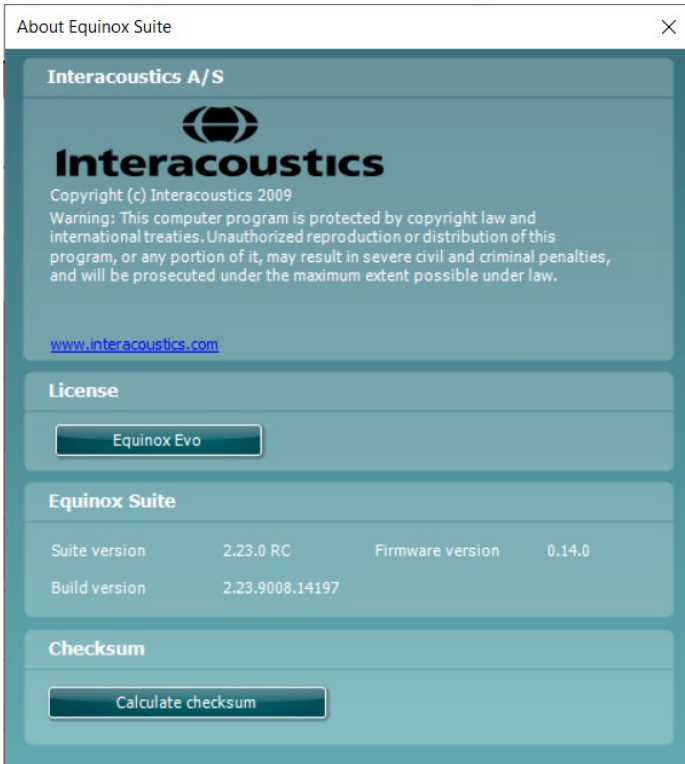 About Equinox Suite
Interacoustics A/S
Interacoustics
Copyright (c) Interacoustics 2009
Warning: This computer program is protected by copyright law and
international treaties. Unauthorized reproduction or distribution of this
program, or any portion of it, may result in severe civil and criminal penalties,
and will be prosecuted under the maximum extent possible under law.
www.interacoustics.com
License
Equinox Evo
Equinox Suite
Suite version 2.23.0 RC Firmware version 0.14.0
Build version 2.23.9008.14197
Checksum
Calculate checksum